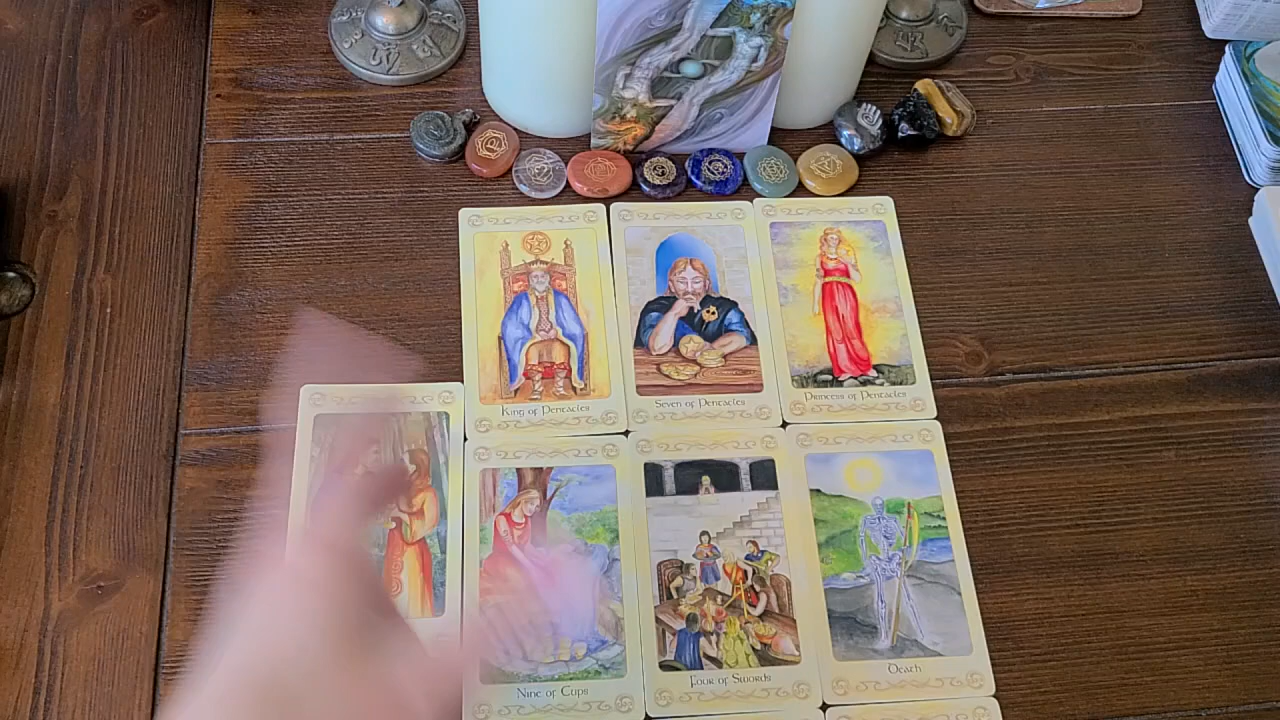 King of Pentacles
Seven of Pentacles
Princess of Pentacles
Nine of Cups
Four of Swords
Death